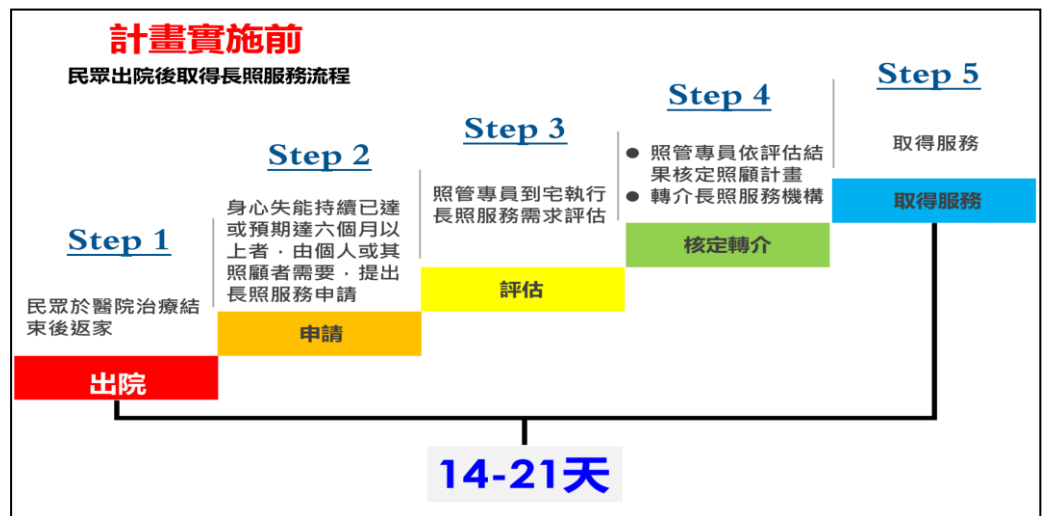 計畫實施前
民眾出院後取得長照服務流程
Step 1
民眾於醫院治療結
束後返家
出院
Step 2
身心失能持續已達
或預期達六個月以
上者，由個人或其
照顧者需要，提出
長照服務申請
申請
Step 3
照管專員到宅執行
長照服務需求評估
評估
Step 4
● 照管專員依評估結
果核定照顧計畫
● 轉介長照服務機構
核定轉介
Step 5
取得服務
取得服務
14-21天